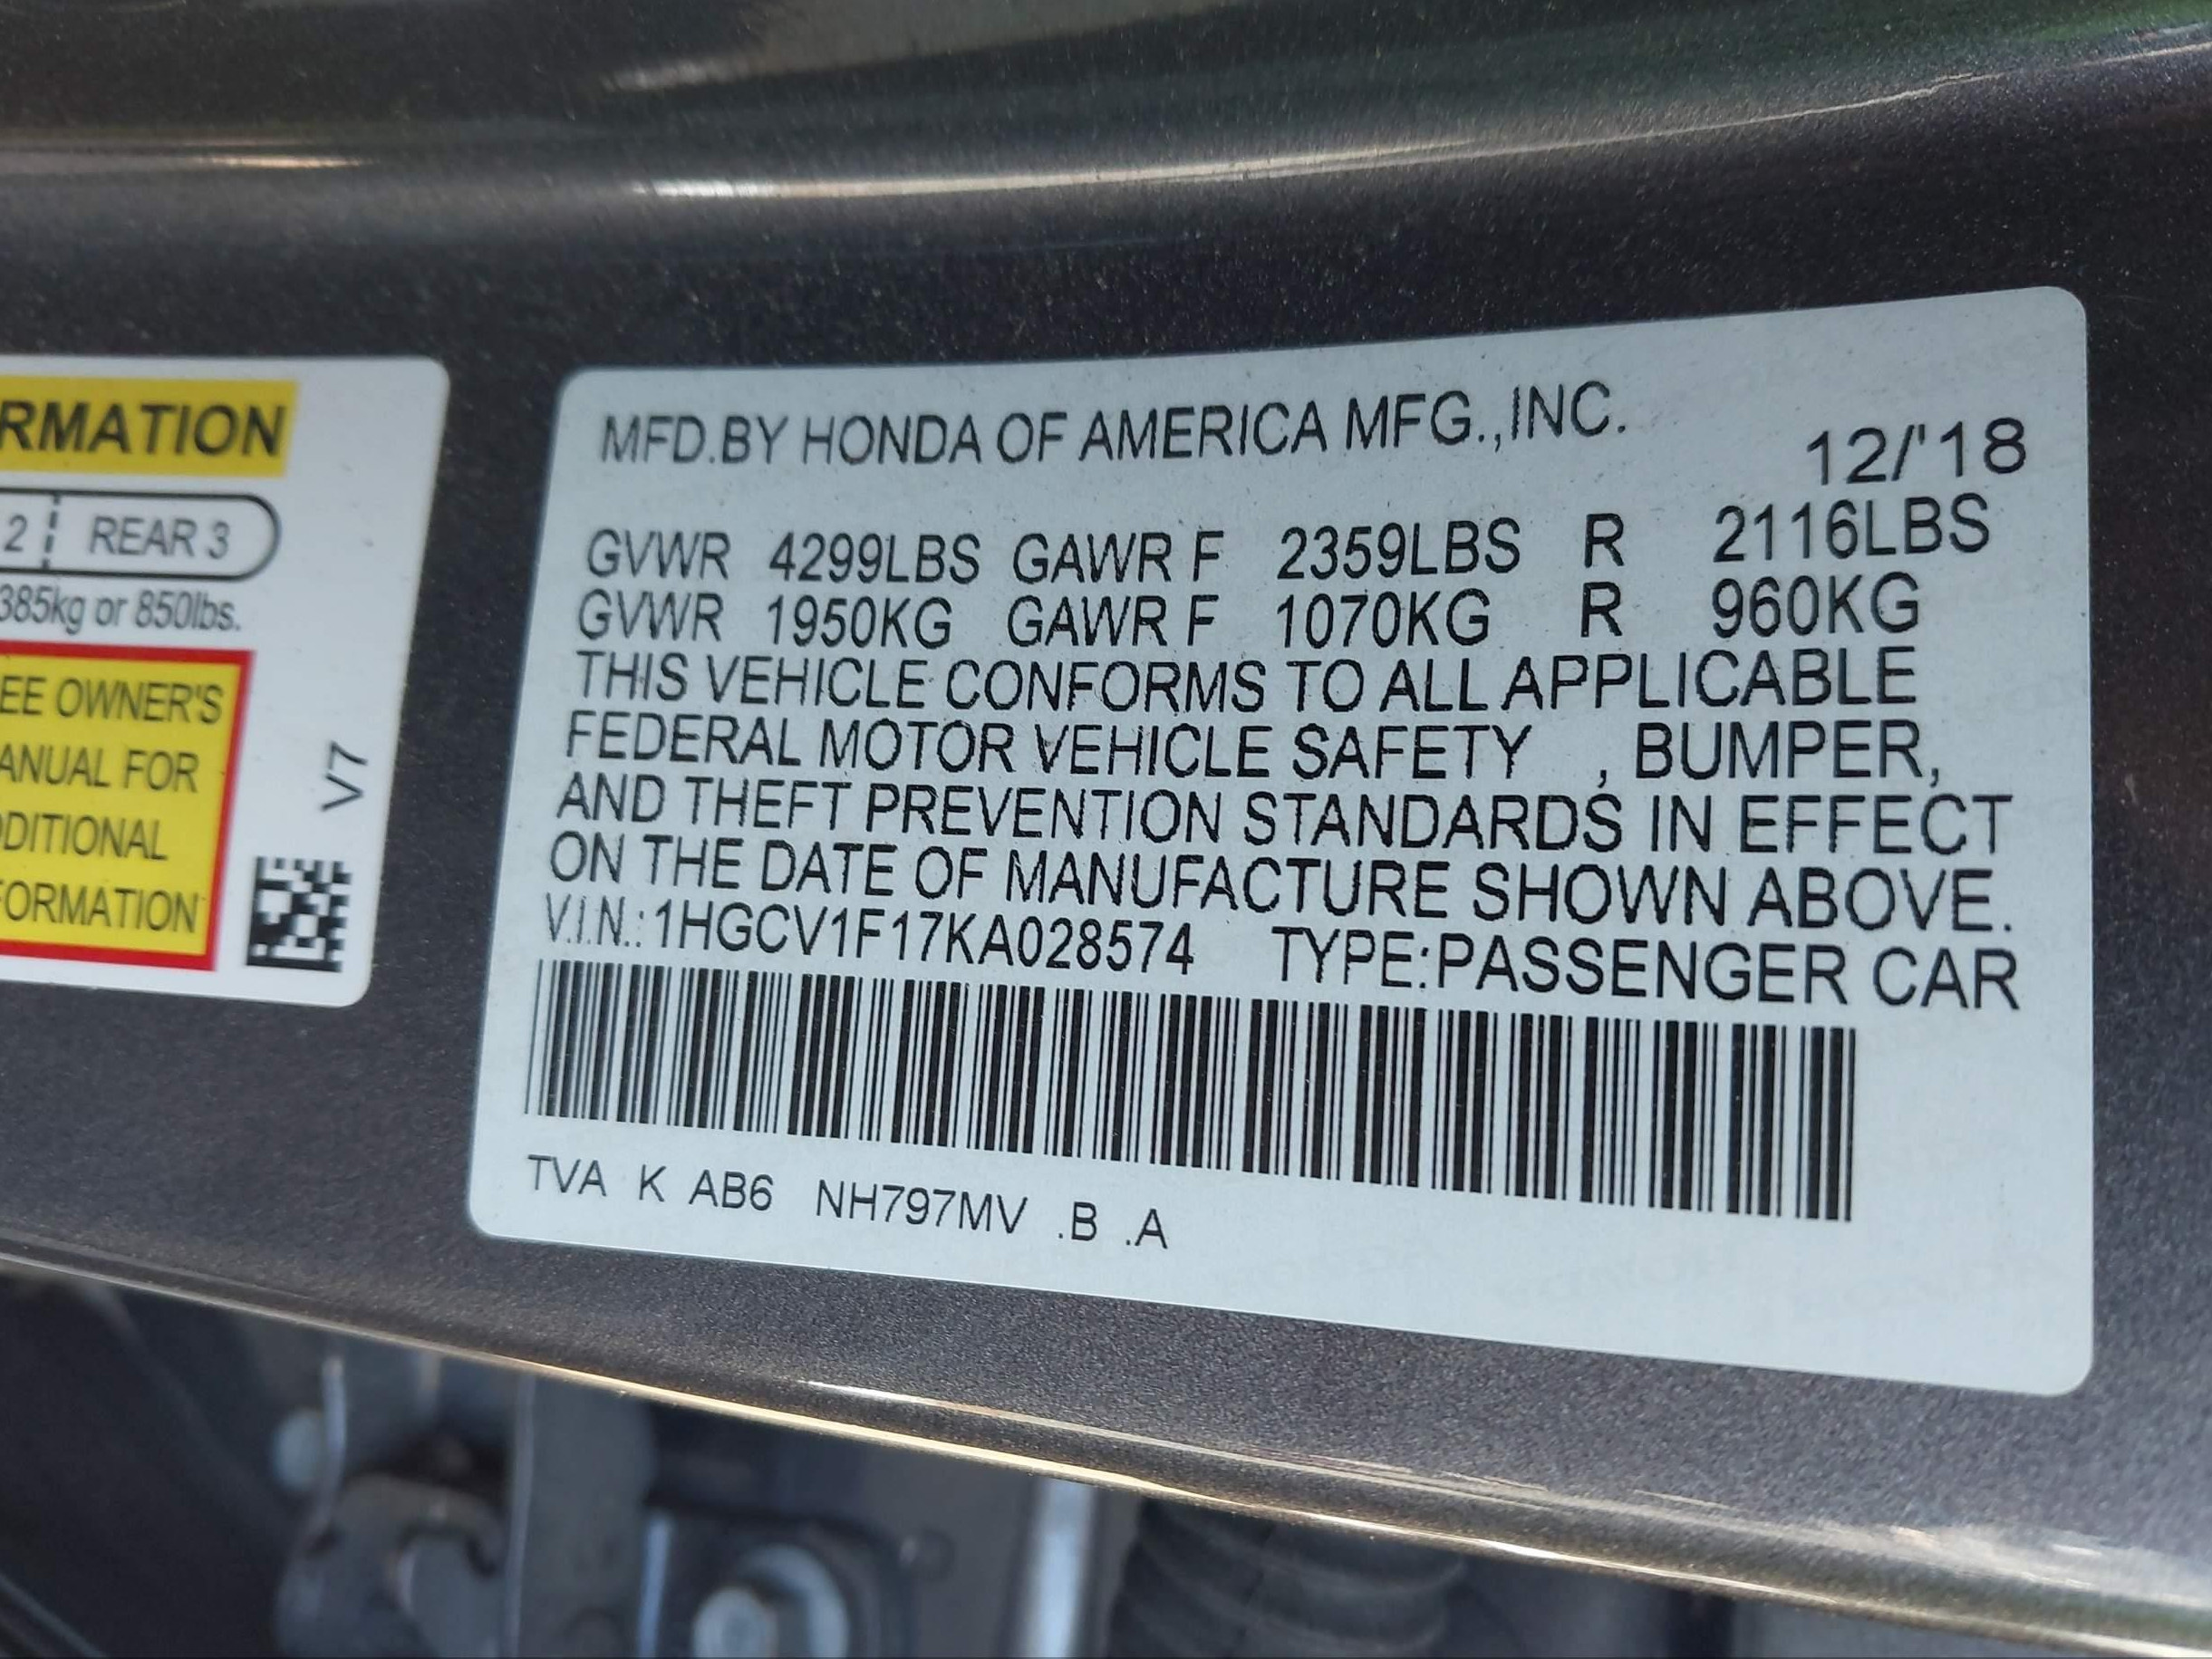 RMATION
2 REAR 3
385kg or 850lbs.
EE OWNER'S
ANUAL FOR
DDITIONAL
FORMATION
V7
MFD.BY HONDA OF AMERICA MFG.,INC.
12/'18
GVWR 4299LBS GAWR F 2359LBS R 2116LBS
GVWR 1950KG GAWR F 1070KG R 960KG
THIS VEHICLE CONFORMS TO ALL APPLICABLE
FEDERAL MOTOR VEHICLE SAFETY , BUMPER,
AND THEFT PREVENTION STANDARDS IN EFFECT
ON THE DATE OF MANUFACTURE SHOWN ABOVE.
V.I.N.:1HGCV1F17KA028574 TYPE:PASSENGER CAR
TVA K AB6 NH797MV .B .A